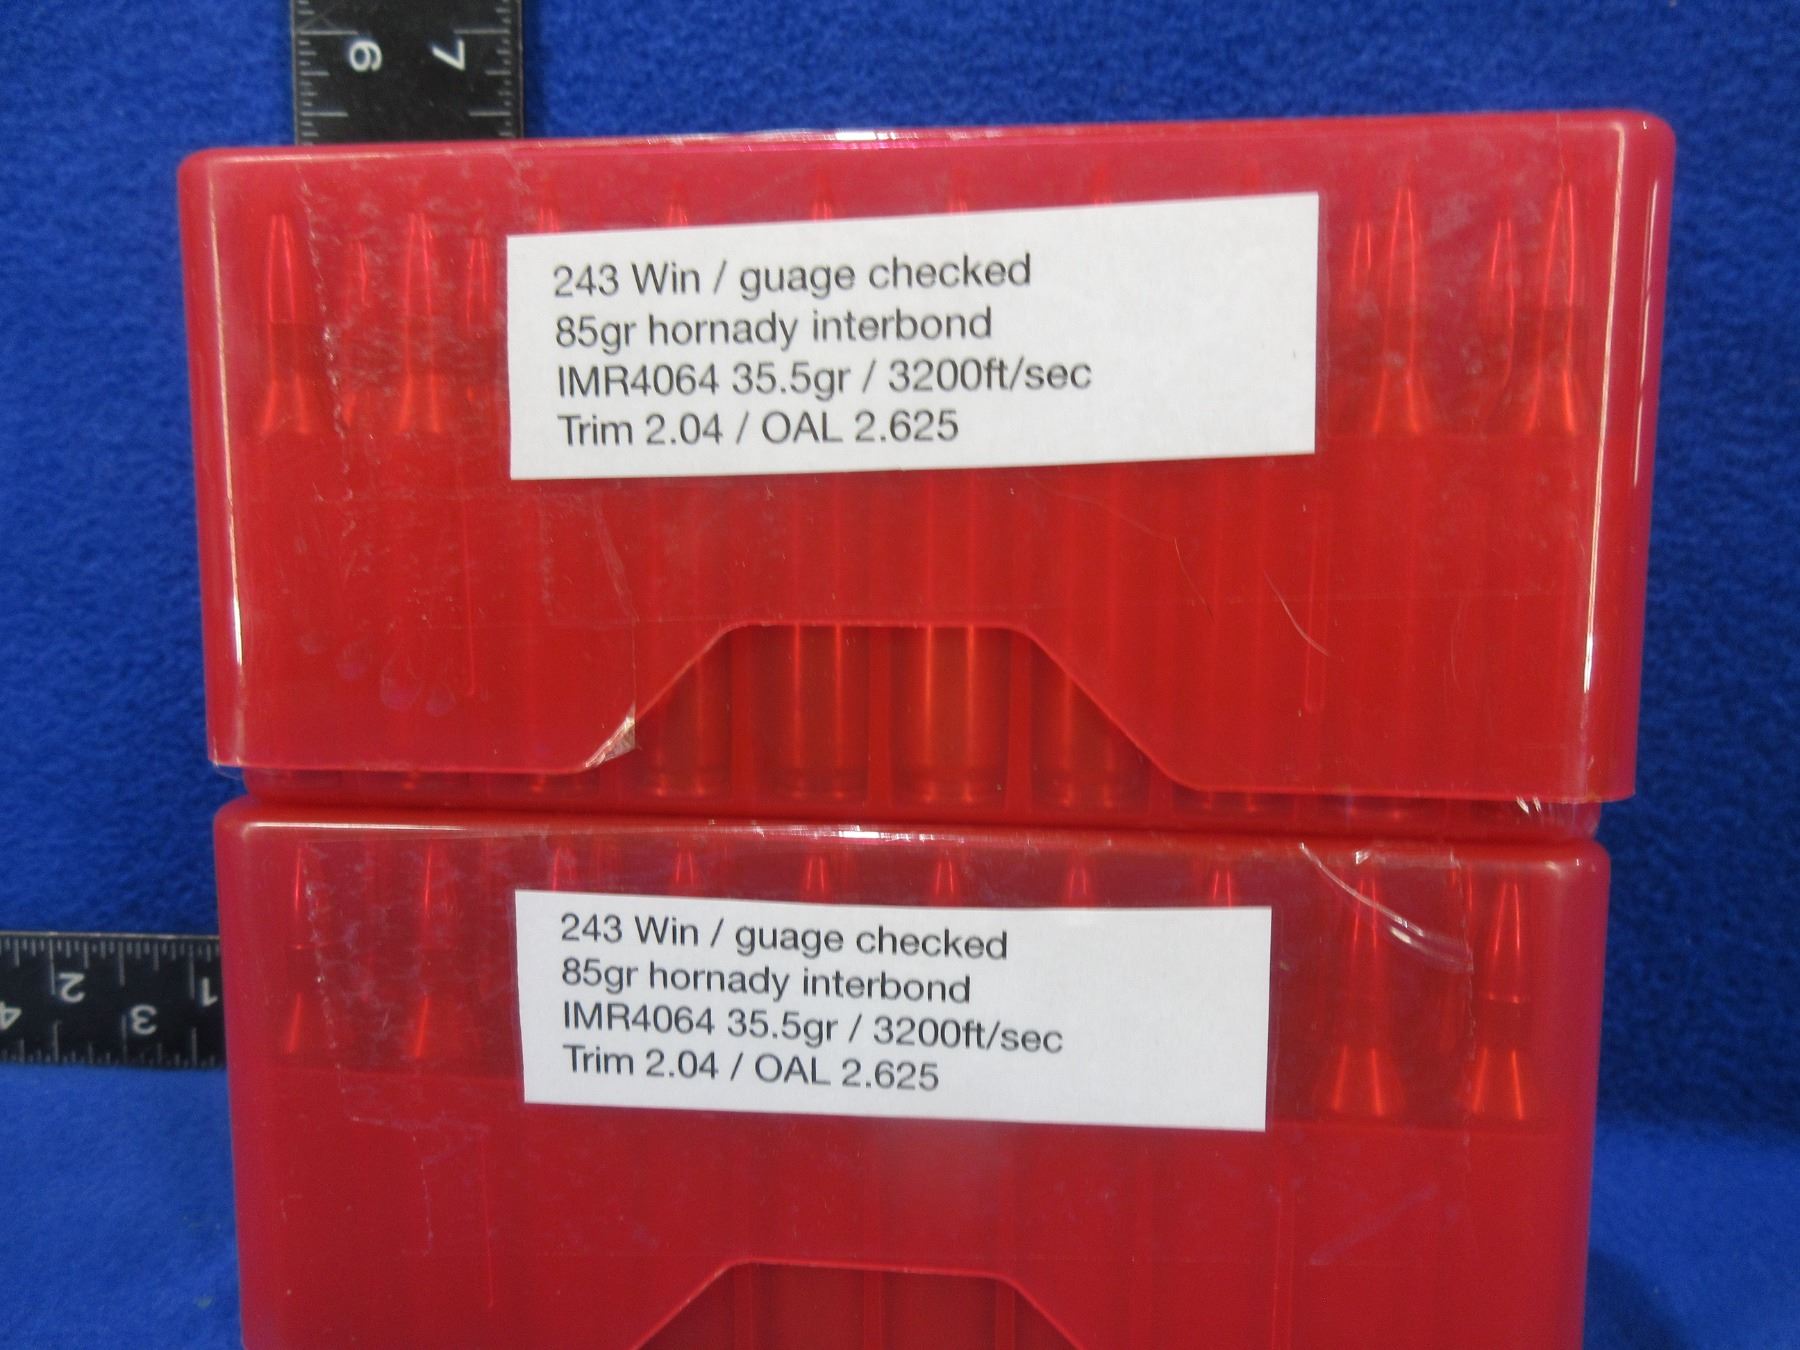 6 7
243 Win / guage checked
85gr hornady interbond
IMR4064 35.5gr / 3200ft/sec
Trim 2.04 / OAL 2.625
243 Win / guage checked
85gr hornady interbond
IMR4064 35.5gr / 3200ft/sec
Trim 2.04 / OAL 2.625
2 1
4 3